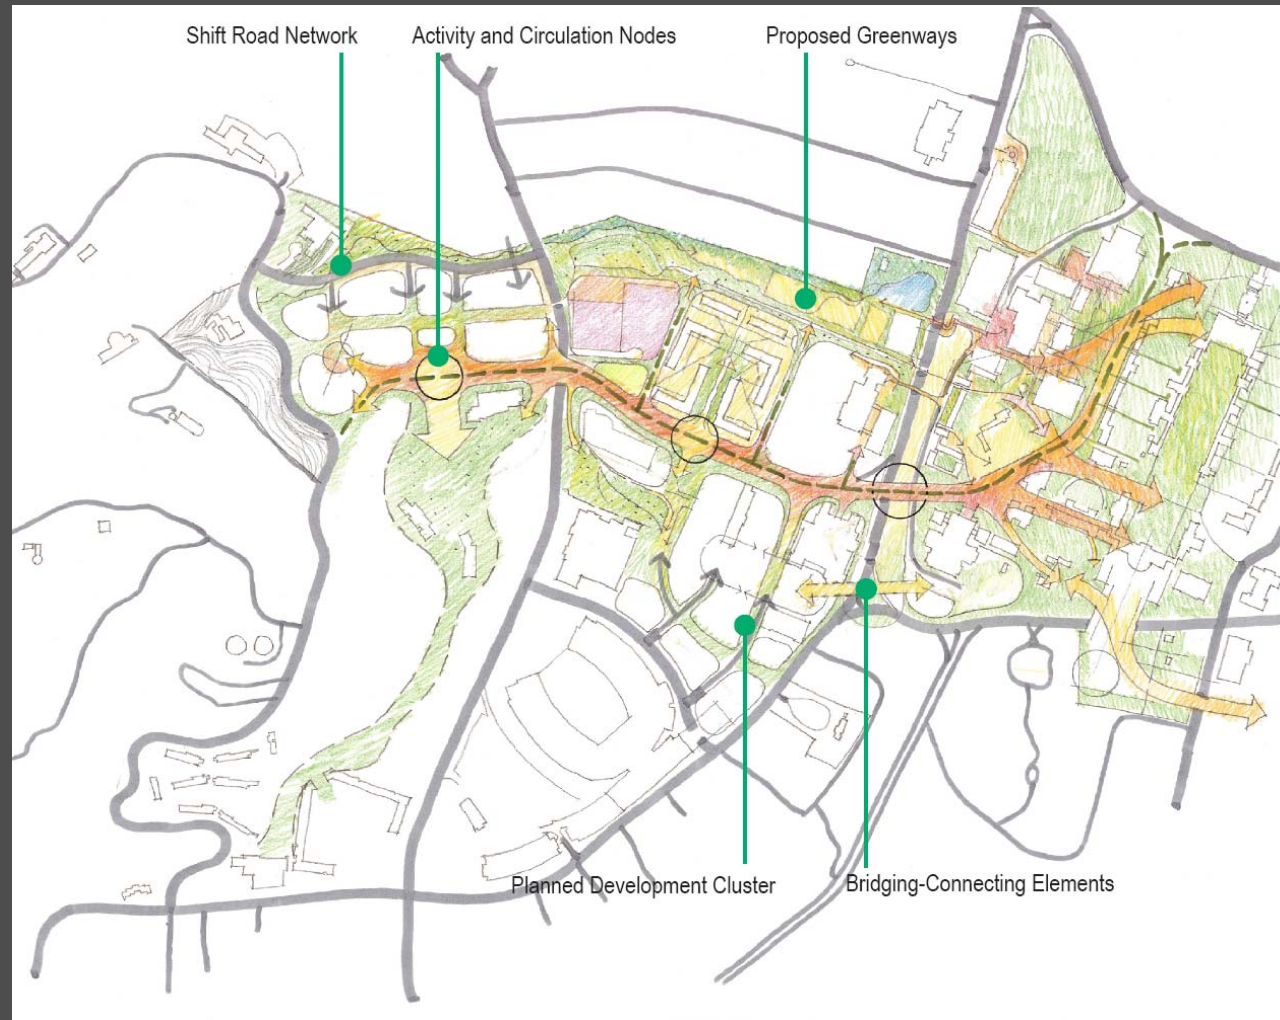 Shift Road Network
Activity and Circulation Nodes
Proposed Greenways
Planned Development Cluster
Bridging-Connecting Elements